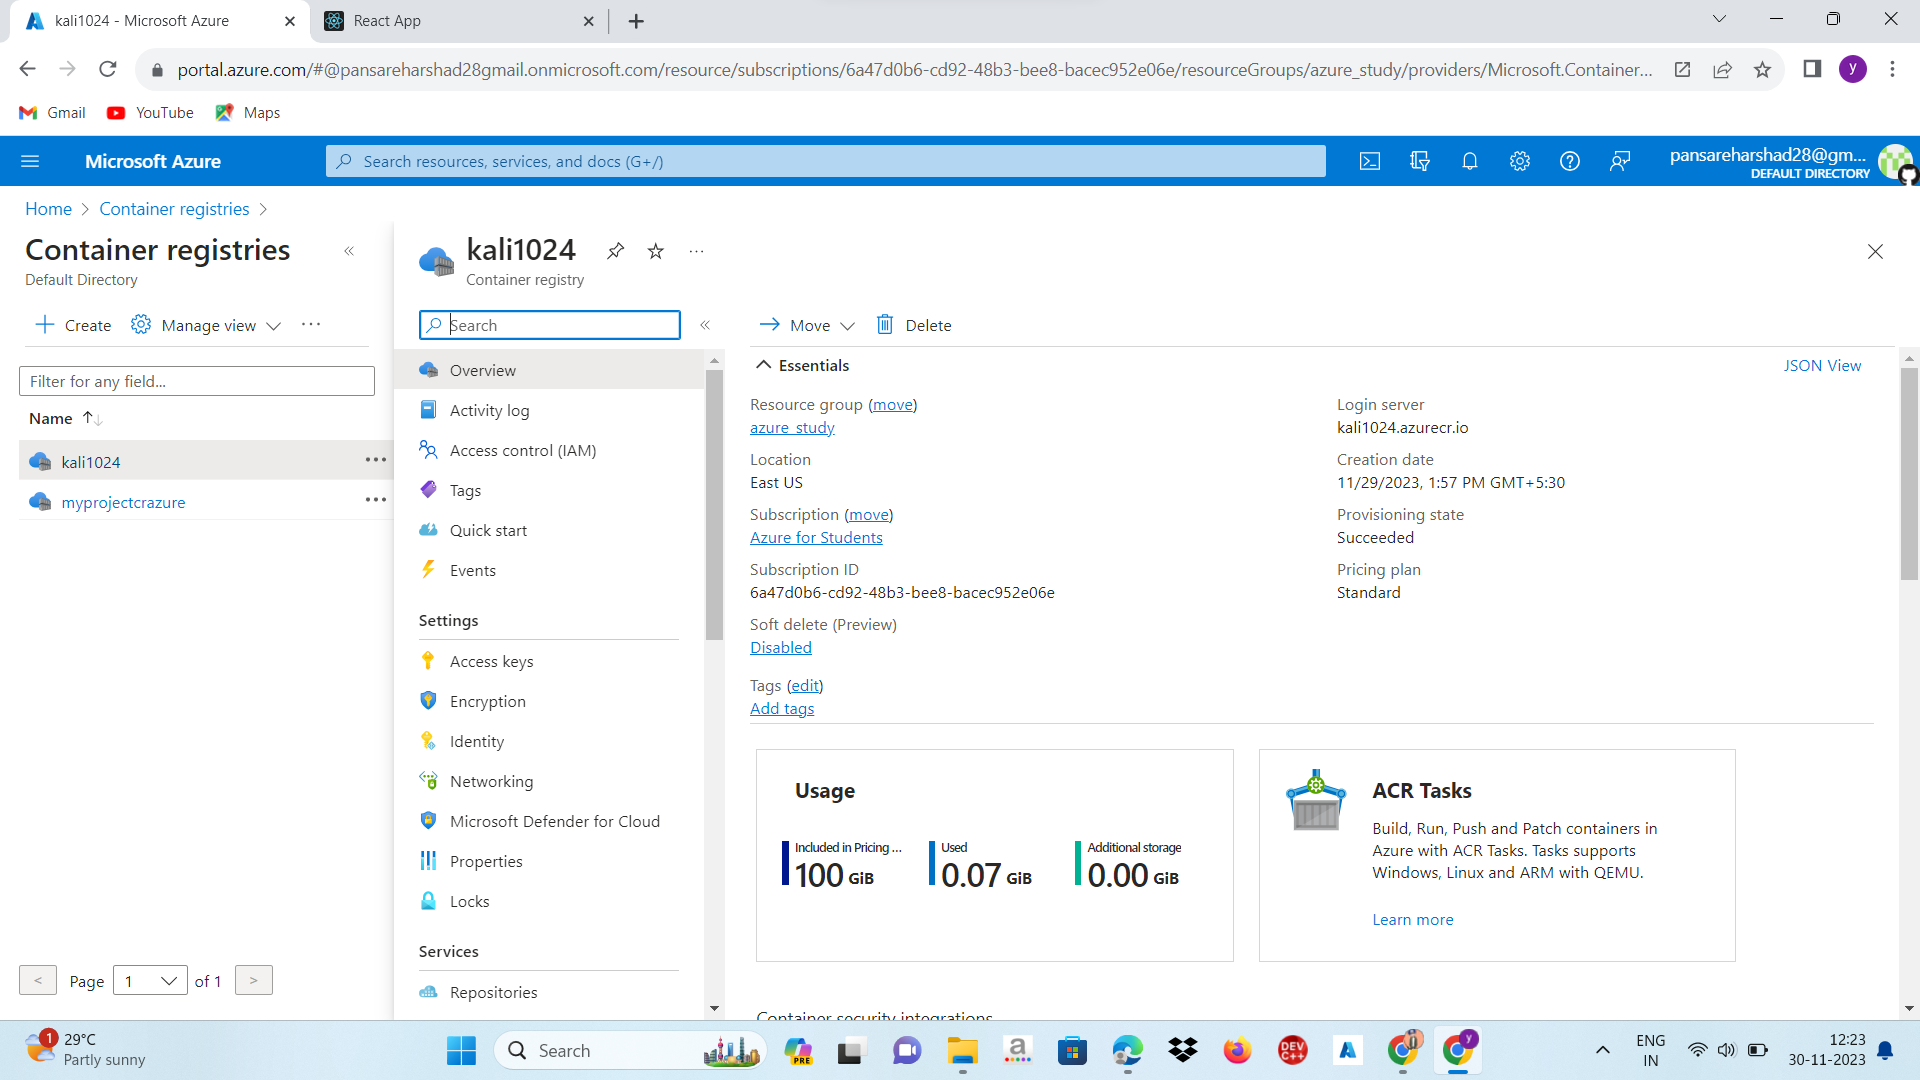 kali1024 - Microsoft Azure
React App
portal.azure.com/#@pansareharshad28gmail.onmicrosoft.com/resource/subscriptions/6a47d0b6-cd92-48b3-bee8-bacec952e06e/resourceGroups/azure_study/providers/Microsoft.Container...
y
Gmail
YouTube
Maps
Microsoft Azure
Search resources, services, and docs (G+/)
pansareharshad28@gm...
DEFAULT DIRECTORY
Home
Container registries
Container registries
Default Directory
Create
Manage view
Filter for any field...
Name
kali1024
myprojectcrazure
< Page 1 of 1 >
kali1024
Container registry
Search
Overview
Activity log
Access control (IAM)
Tags
Quick start
Events
Settings
Access keys
Encryption
Identity
Networking
Microsoft Defender for Cloud
Properties
Locks
Services
Repositories
Move
Delete
Essentials
JSON View
Resource group (move)
azure_study
Location
East US
Subscription (move)
Azure for Students
Subscription ID
6a47d0b6-cd92-48b3-bee8-bacec952e06e
Soft delete (Preview)
Disabled
Login server
kali1024.azurecr.io
Creation date
11/29/2023, 1:57 PM GMT+5:30
Provisioning state
Succeeded
Pricing plan
Standard
Tags (edit)
Add tags
Usage
Included in Pricing ...
100 GiB
Used
0.07 GiB
Additional storage
0.00 GiB
ACR Tasks
Build, Run, Push and Patch containers in
Azure with ACR Tasks. Tasks supports
Windows, Linux and ARM with QEMU.
Learn more
Container security integrations
1
29°C
Partly sunny
Search
PRE
a
DEV
C++
y
ENG
IN
12:23
30-11-2023